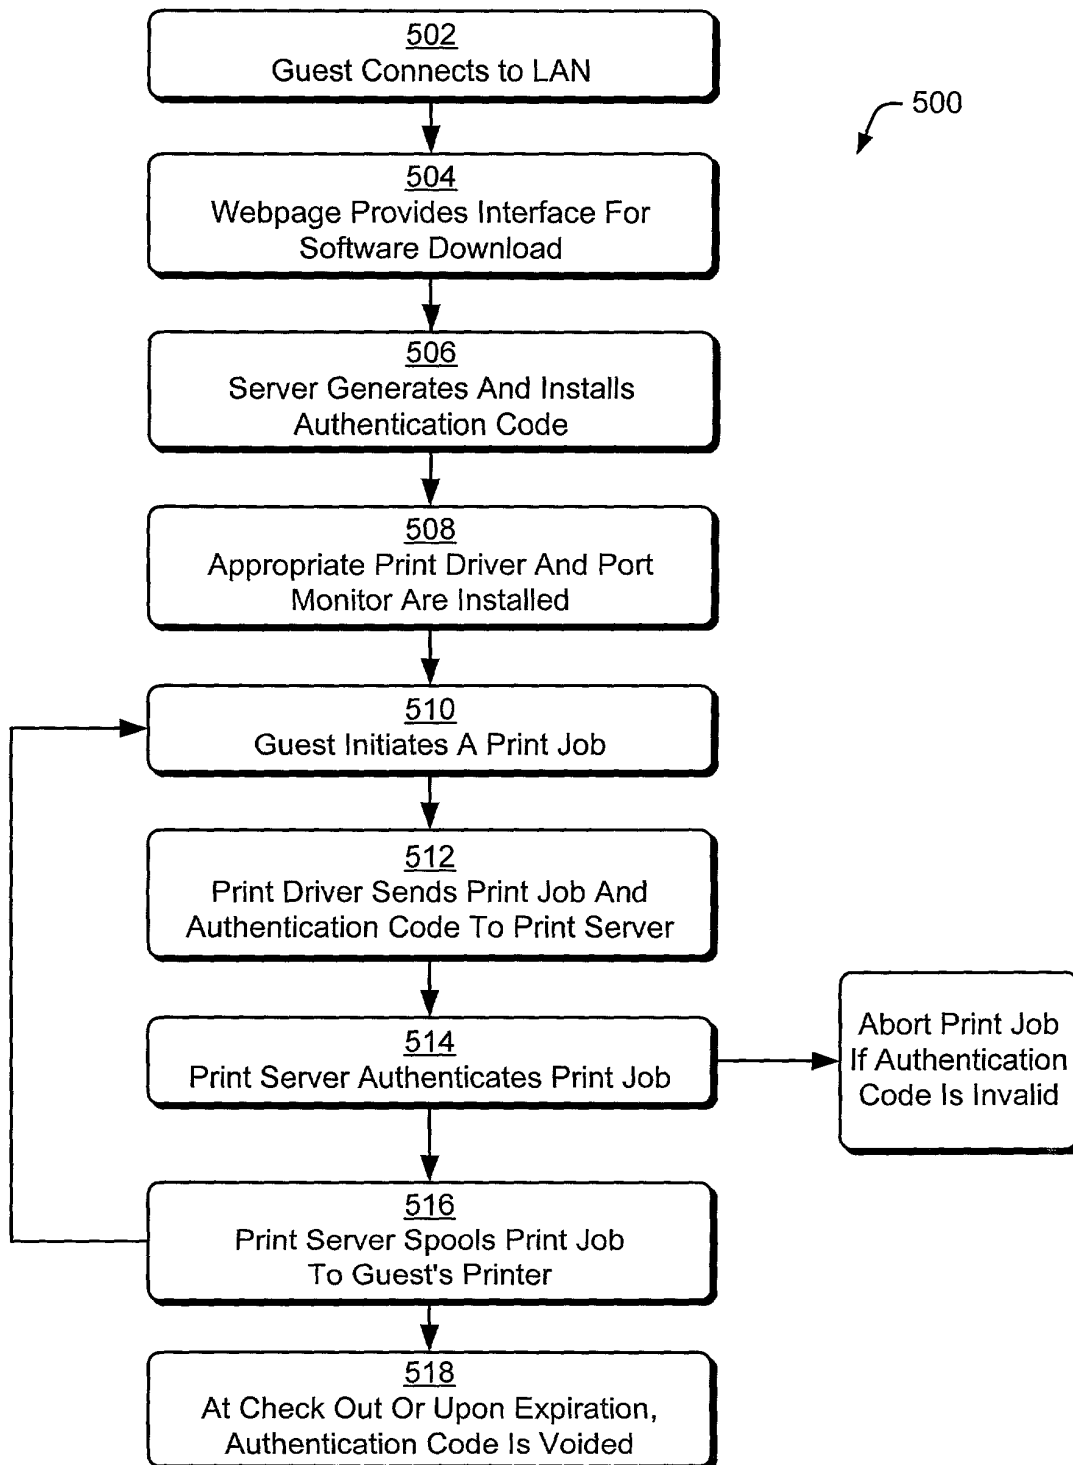 502
Guest Connects to LAN
500
504
Webpage Provides Interface For
Software Download
506
Server Generates And Installs
Authentication Code
508
Appropriate Print Driver And Port
Monitor Are Installed
510
Guest Initiates A Print Job
512
Print Driver Sends Print Job And
Authentication Code To Print Server
514
Print Server Authenticates Print Job
Abort Print Job
If Authentication
Code Is Invalid
516
Print Server Spools Print Job
To Guest's Printer
518
At Check Out Or Upon Expiration,
Authentication Code Is Voided